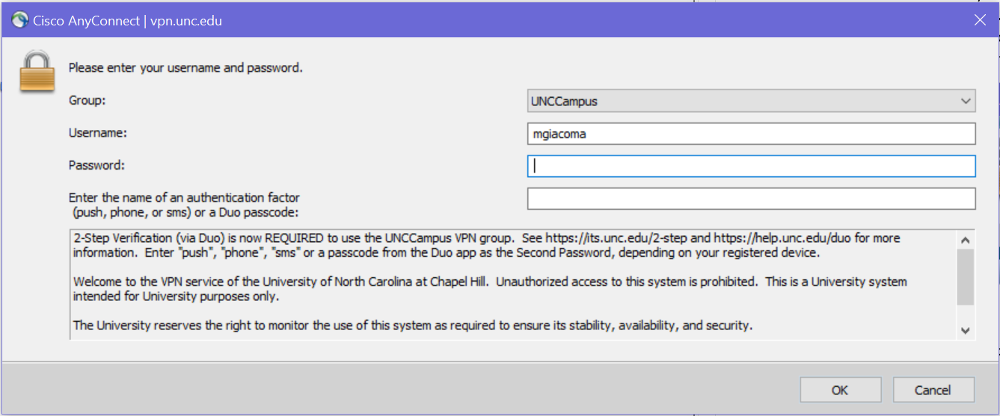 Cisco AnyConnect | vpn.unc.edu
Please enter your username and password.
Group:
UNCCampus
Username:
mgiacoma
Password:
Enter the name of an authentication factor
(push, phone, or sms) or a Duo passcode:
2-Step Verification (via Duo) is now REQUIRED to use the UNCCampus VPN group.  See https://its.unc.edu/2-step and https://help.unc.edu/duo for more
information.  Enter "push", "phone", "sms" or a passcode from the Duo app as the Second Password, depending on your registered device.
Welcome to the VPN service of the University of North Carolina at Chapel Hill.  Unauthorized access to this system is prohibited.  This is a University system
intended for University purposes only.
The University reserves the right to monitor the use of this system as required to ensure its stability, availability, and security.
OK
Cancel